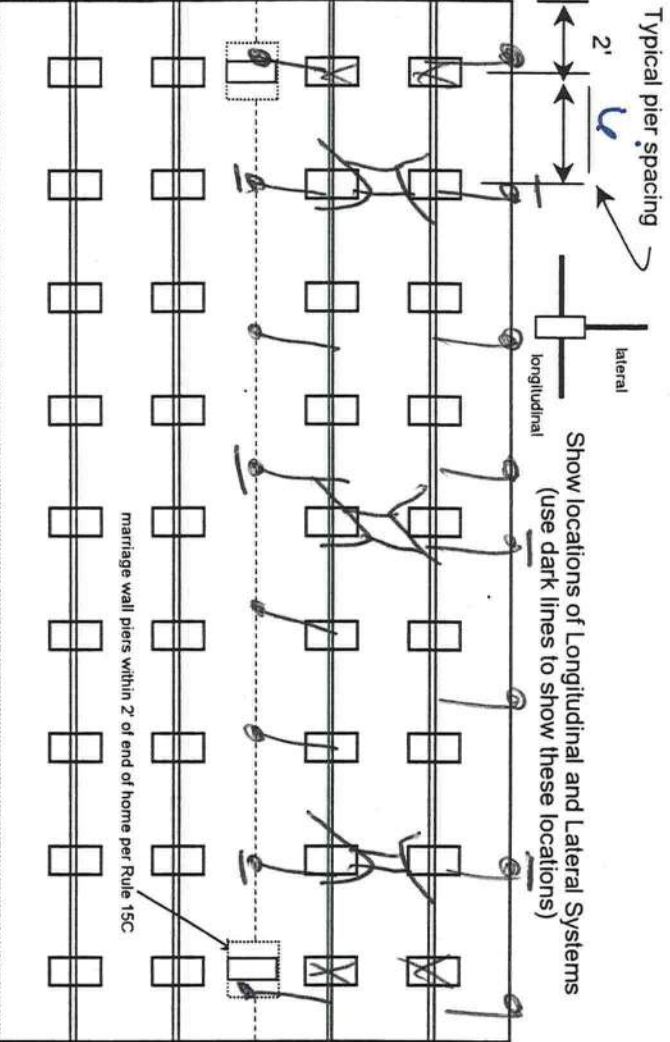 Typical pier spacing
2'
6'
lateral
longitudinal
Show locations of Longitudinal and Lateral Systems
(use dark lines to show these locations)
marriage wall piers within 2' of end of home per Rule 15C